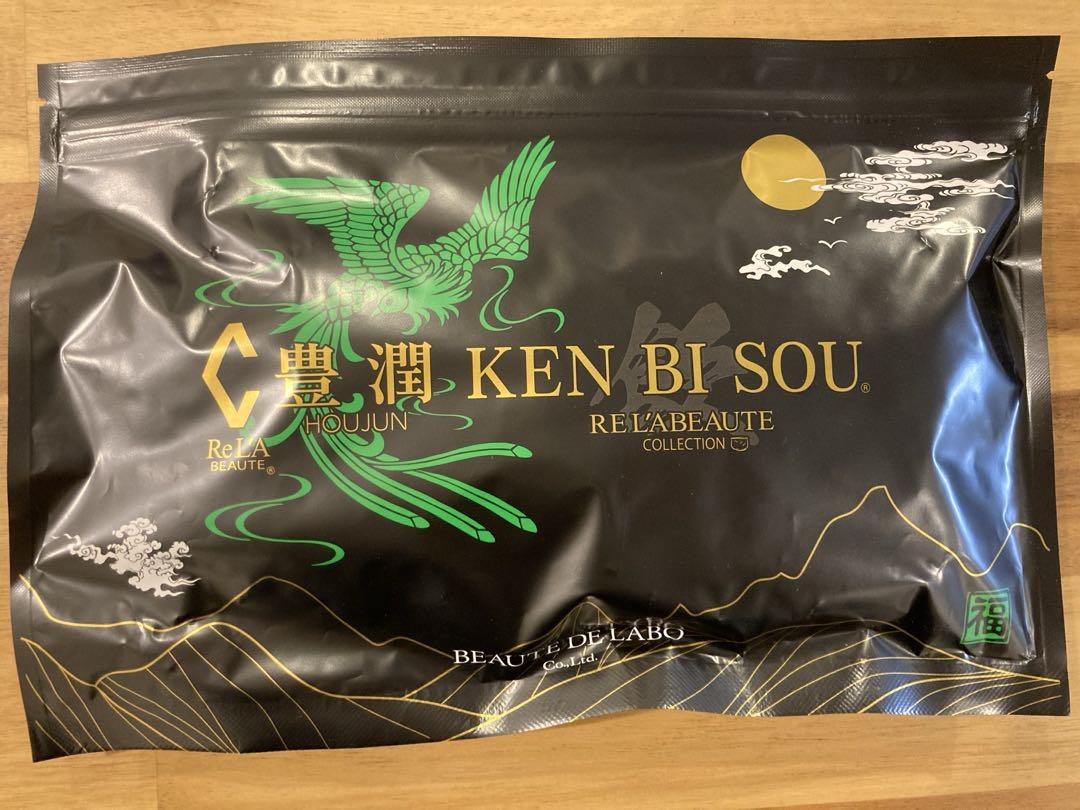 豊潤 KEN BI SOU®
HOUJUN
ReLA
BEAUTE®
RE L'ABEAUTE
COLLECTION
福
BEAUTE DE LABO
Co.,Ltd.